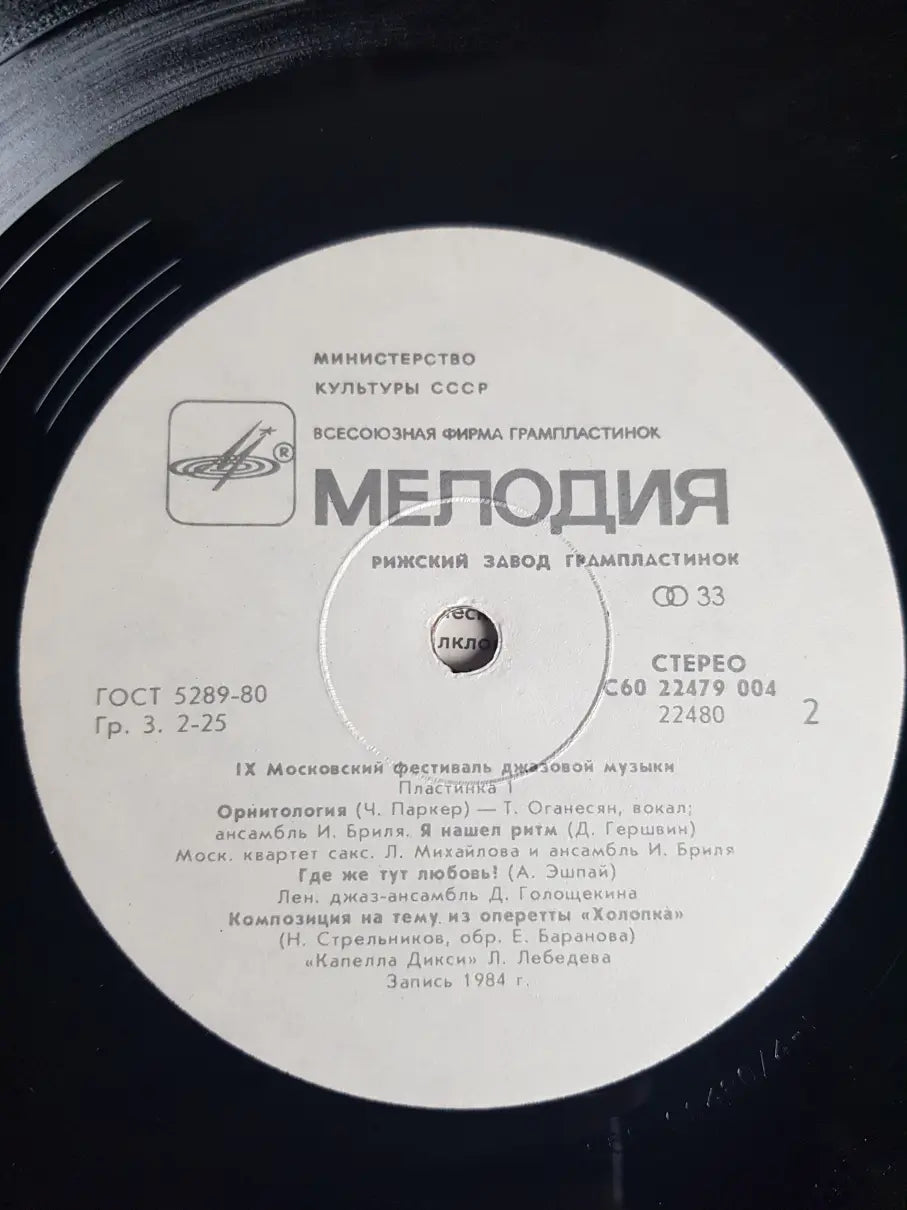 МИНИСТЕРСТВО
КУЛЬТУРЫ СССР
ВСЕСОЮЗНАЯ ФИРМА ГРАМПЛАСТИНОК
®
МЕЛОДИЯ
РИЖСКИЙ ЗАВОД ГРАМПЛАСТИНОК
33
СТЕРЕО
ГОСТ 5289-80
С60 22479 004
Гр. 3. 2-25
22480
2
IX Московский фестиваль джазовой музыки
Пластинка 1
Орнитология (Ч. Паркер) — Т. Оганесян, вокал;
ансамбль И. Бриля. Я нашел ритм (Д. Гершвин)
Моск. квартет сакс. Л. Михайлова и ансамбль И. Бриля
Где же тут любовь! (А. Эшпай)
Лен. джаз-ансамбль Д. Голощекина
Композиция на тему из оперетты «Холопка»
(Н. Стрельников, обр. Е. Баранова)
«Капелла Дикси» Л. Лебедева
Запись 1984 г.